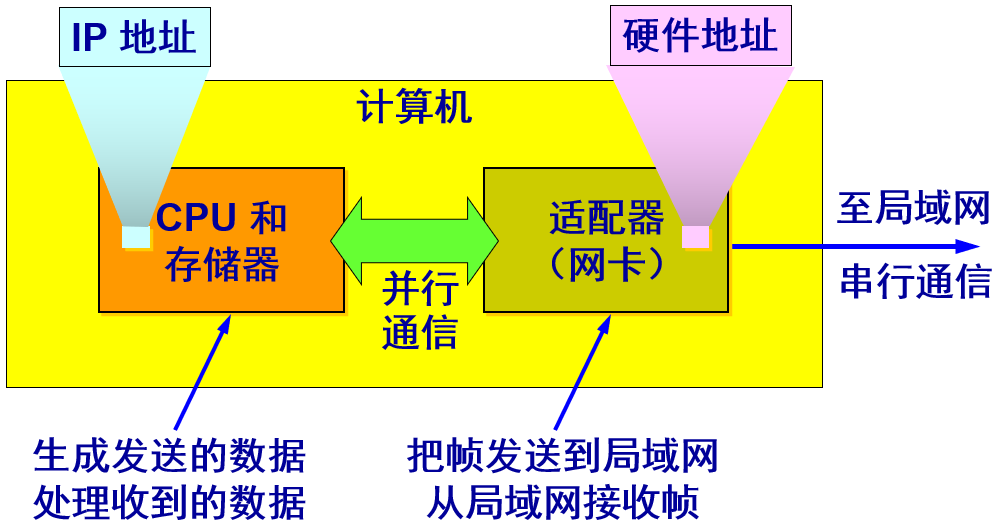 IP 地址
硬件地址
计算机
CPU 和
存储器
适配器
（网卡）
并行
通信
至局域网
串行通信
生成发送的数据
处理收到的数据
把帧发送到局域网
从局域网接收帧